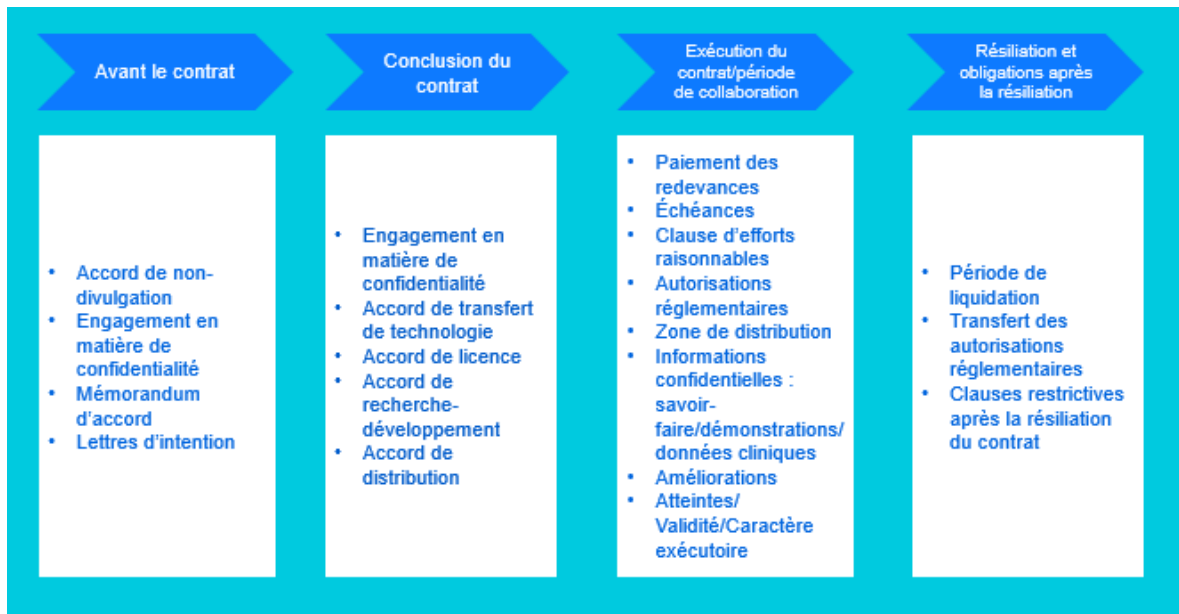 Avant le contrat
• Accord de non-
divulgation
• Engagement en
matière de
confidentialité
• Mémorandum
d'accord
• Lettres d'intention
Conclusion du
contrat
• Engagement en
matière de
confidentialité
• Accord de transfert
de technologie
• Accord de licence
• Accord de
recherche-
développement
• Accord de
distribution
Exécution du
contrat/période
de collaboration
• Paiement des
redevances
• Échéances
• Clause d'efforts
raisonnables
• Autorisations
réglementaires
• Zone de distribution
• Informations
confidentielles :
savoir-
faire/démonstrations/
données cliniques
• Améliorations
• Atteintes/
Validité/Caractère
exécutoire
Résiliation et
obligations après
la résiliation
• Période de
liquidation
• Transfert des
autorisations
réglementaires
• Clauses restrictives
après la résiliation
du contrat